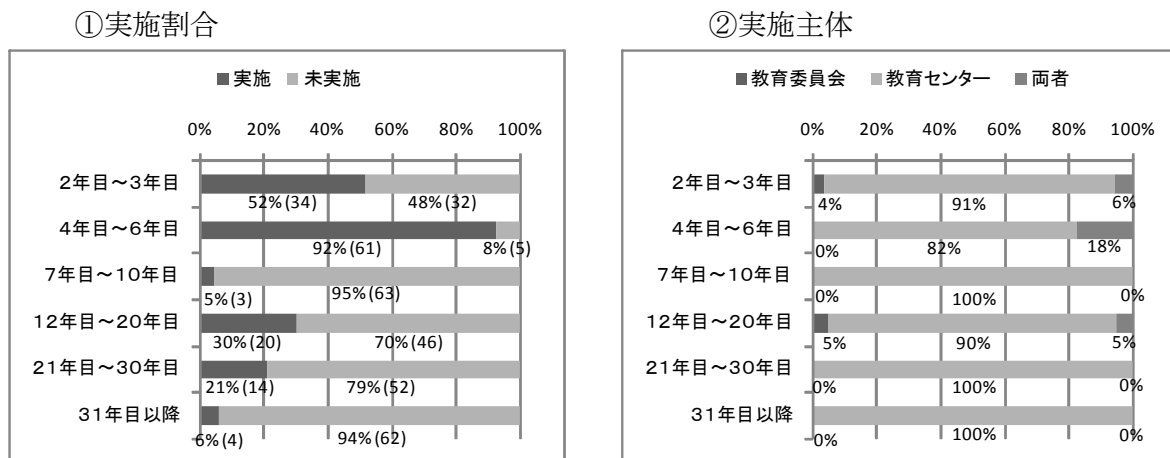 ①実施割合
■実施 ■未実施
0% 20% 40% 60% 80% 100%
2年目～3年目
52%(34) 48%(32)
4年目～6年目
92%(61) 8%(5)
7年目～10年目
5%(3) 95%(63)
12年目～20年目
30%(20) 70%(46)
21年目～30年目
21%(14) 79%(52)
31年目以降
6%(4) 94%(62)
②実施主体
■教育委員会 ■教育センター ■両者
0% 20% 40% 60% 80% 100%
2年目～3年目
4% 91% 6%
4年目～6年目
0% 82% 18%
7年目～10年目
0% 100% 0%
12年目～20年目
5% 90% 5%
21年目～30年目
0% 100% 0%
31年目以降
0% 100% 0%